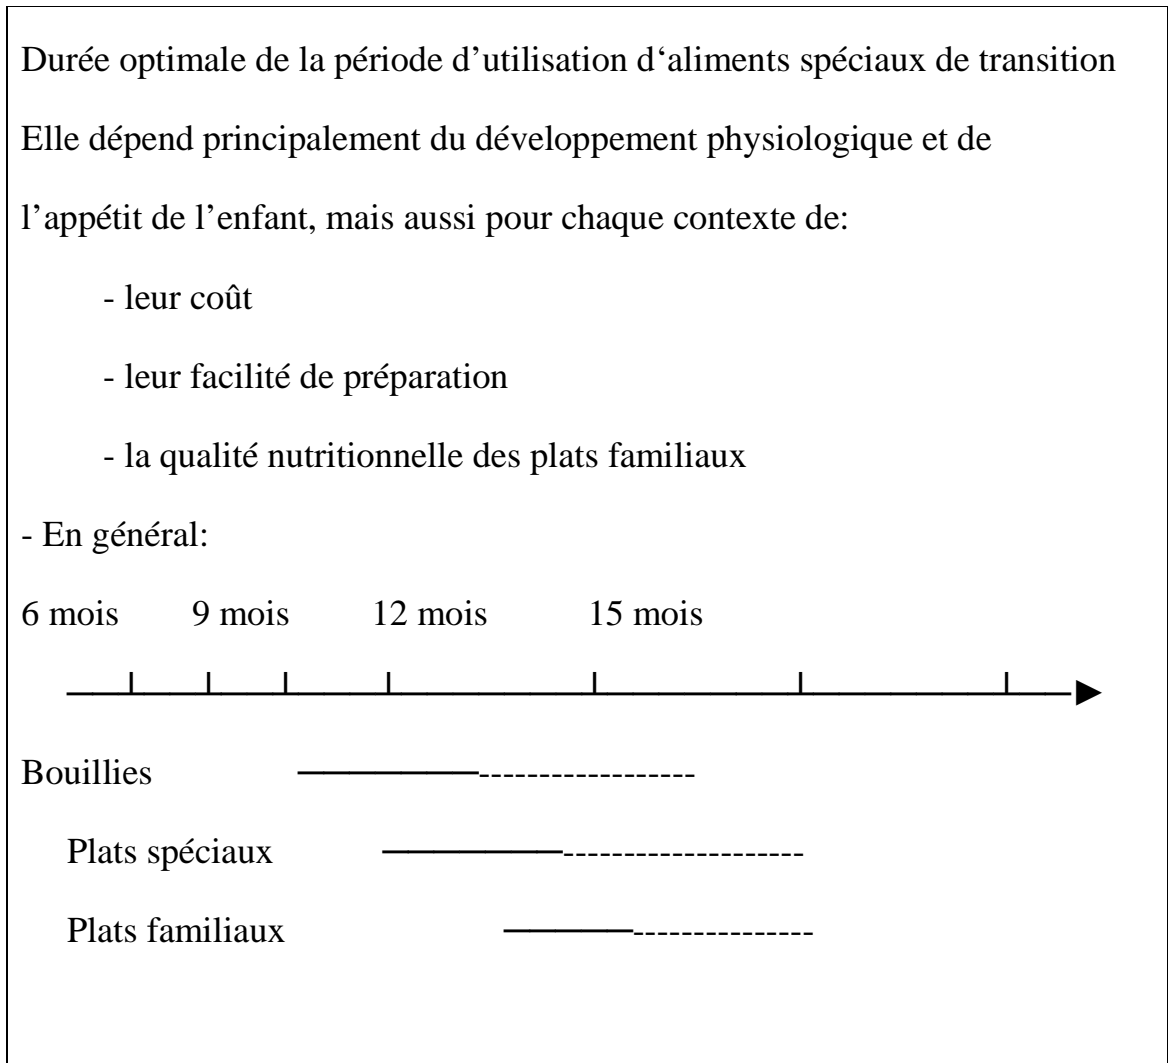 Durée optimale de la période d’utilisation d‘aliments spéciaux de transition
Elle dépend principalement du développement physiologique et de
l’appétit de l’enfant, mais aussi pour chaque contexte de:
- leur coût
- leur facilité de préparation
- la qualité nutritionnelle des plats familiaux
- En général:
6 mois 9 mois 12 mois 15 mois
Bouillies
Plats spéciaux
Plats familiaux